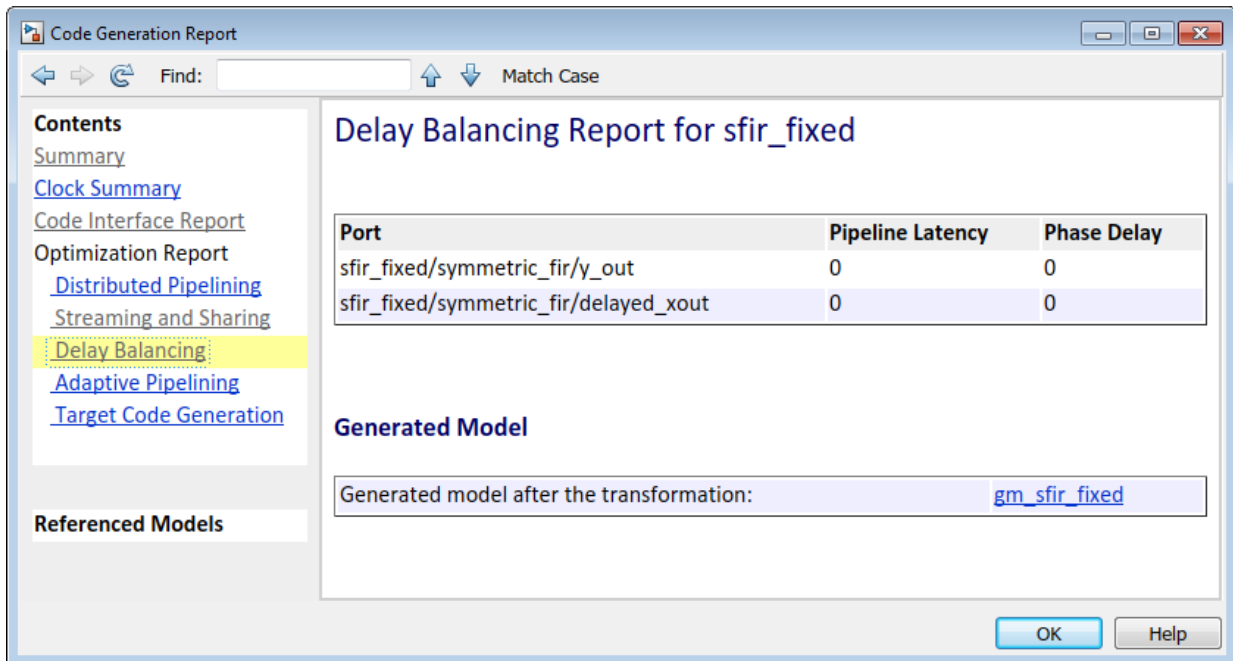 Code Generation Report
Find:
Match Case
Contents
Summary
Clock Summary
Code Interface Report
Optimization Report
Distributed Pipelining
Streaming and Sharing
Delay Balancing
Adaptive Pipelining
Target Code Generation
Referenced Models
Delay Balancing Report for sfir_fixed
Port Pipeline Latency Phase Delay
sfir_fixed/symmetric_fir/y_out 0 0
sfir_fixed/symmetric_fir/delayed_xout 0 0
Generated Model
Generated model after the transformation: gm_sfir_fixed
OK Help